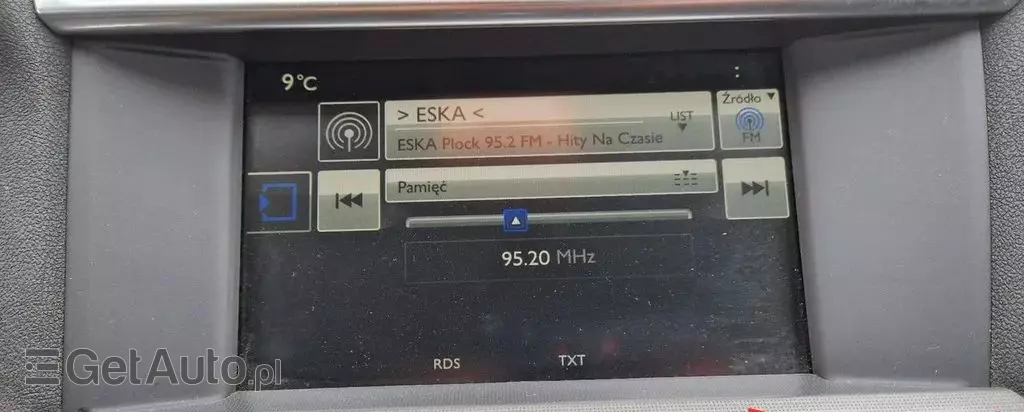 9°C
Źródło
> ESKA <
LIST
FM
ESKA Plock 95.2 FM - Hity Na Czasie
Pamięć
95.20 MHz
RDS TXT
GetAuto.pl